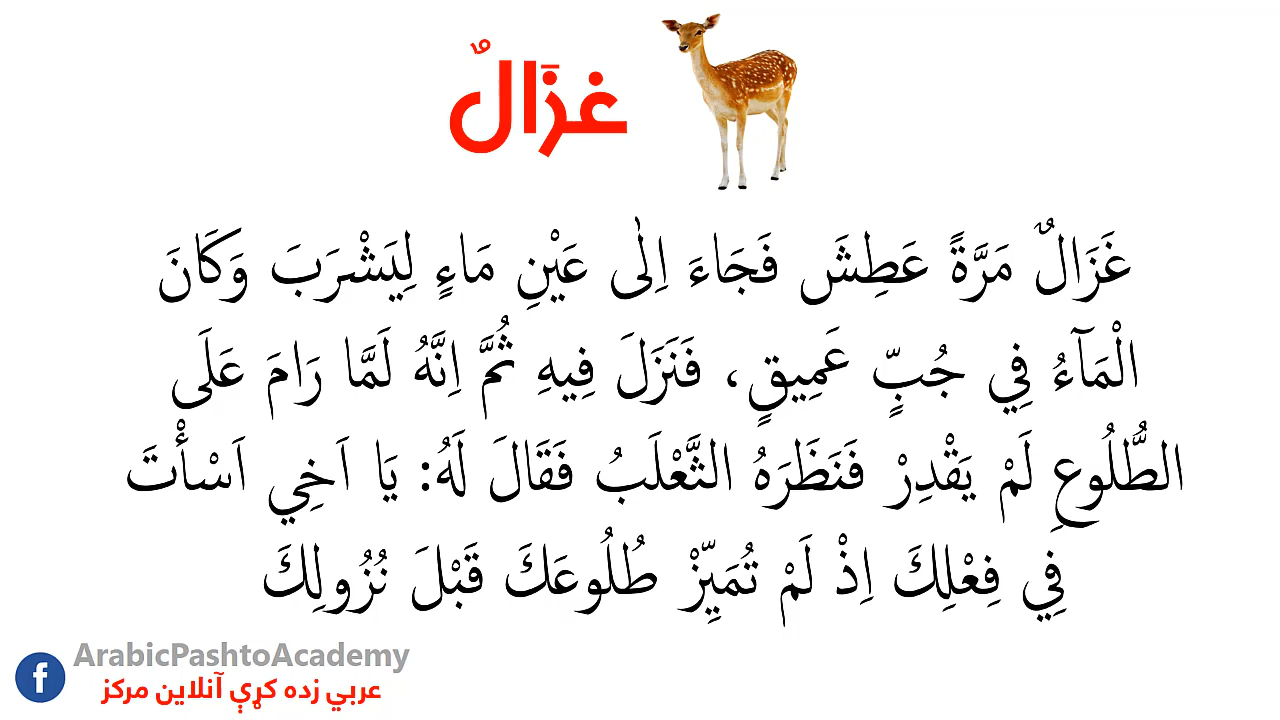 غزَالٌ
غَزَالٌ مَرَّةً عَطِشَ فَجَاءَ اِلٰى عَيْنِ مَاءٍ لِيَشْرَبَ وَكَانَ
الْمَآءُ فِي جُبٍّ عَمِيقٍ، فَنَزَلَ فِيهِ ثُمَّ اِنَّهُ لَمَّا رَامَ عَلَى
الطُّلُوعِ لَمْ يَقْدِرْ فَنَظَرَهُ الثَّعْلَبُ فَقَالَ لَهُ: يَا اَخِي اَسْأْتَ
فِي فِعْلِكَ اِذْ لَمْ تُمَيِّزْ طُلُوعَكَ قَبْلَ نُزُولِكَ
ArabicPashtoAcademy
عربي زده کړې آنلاین مرکز